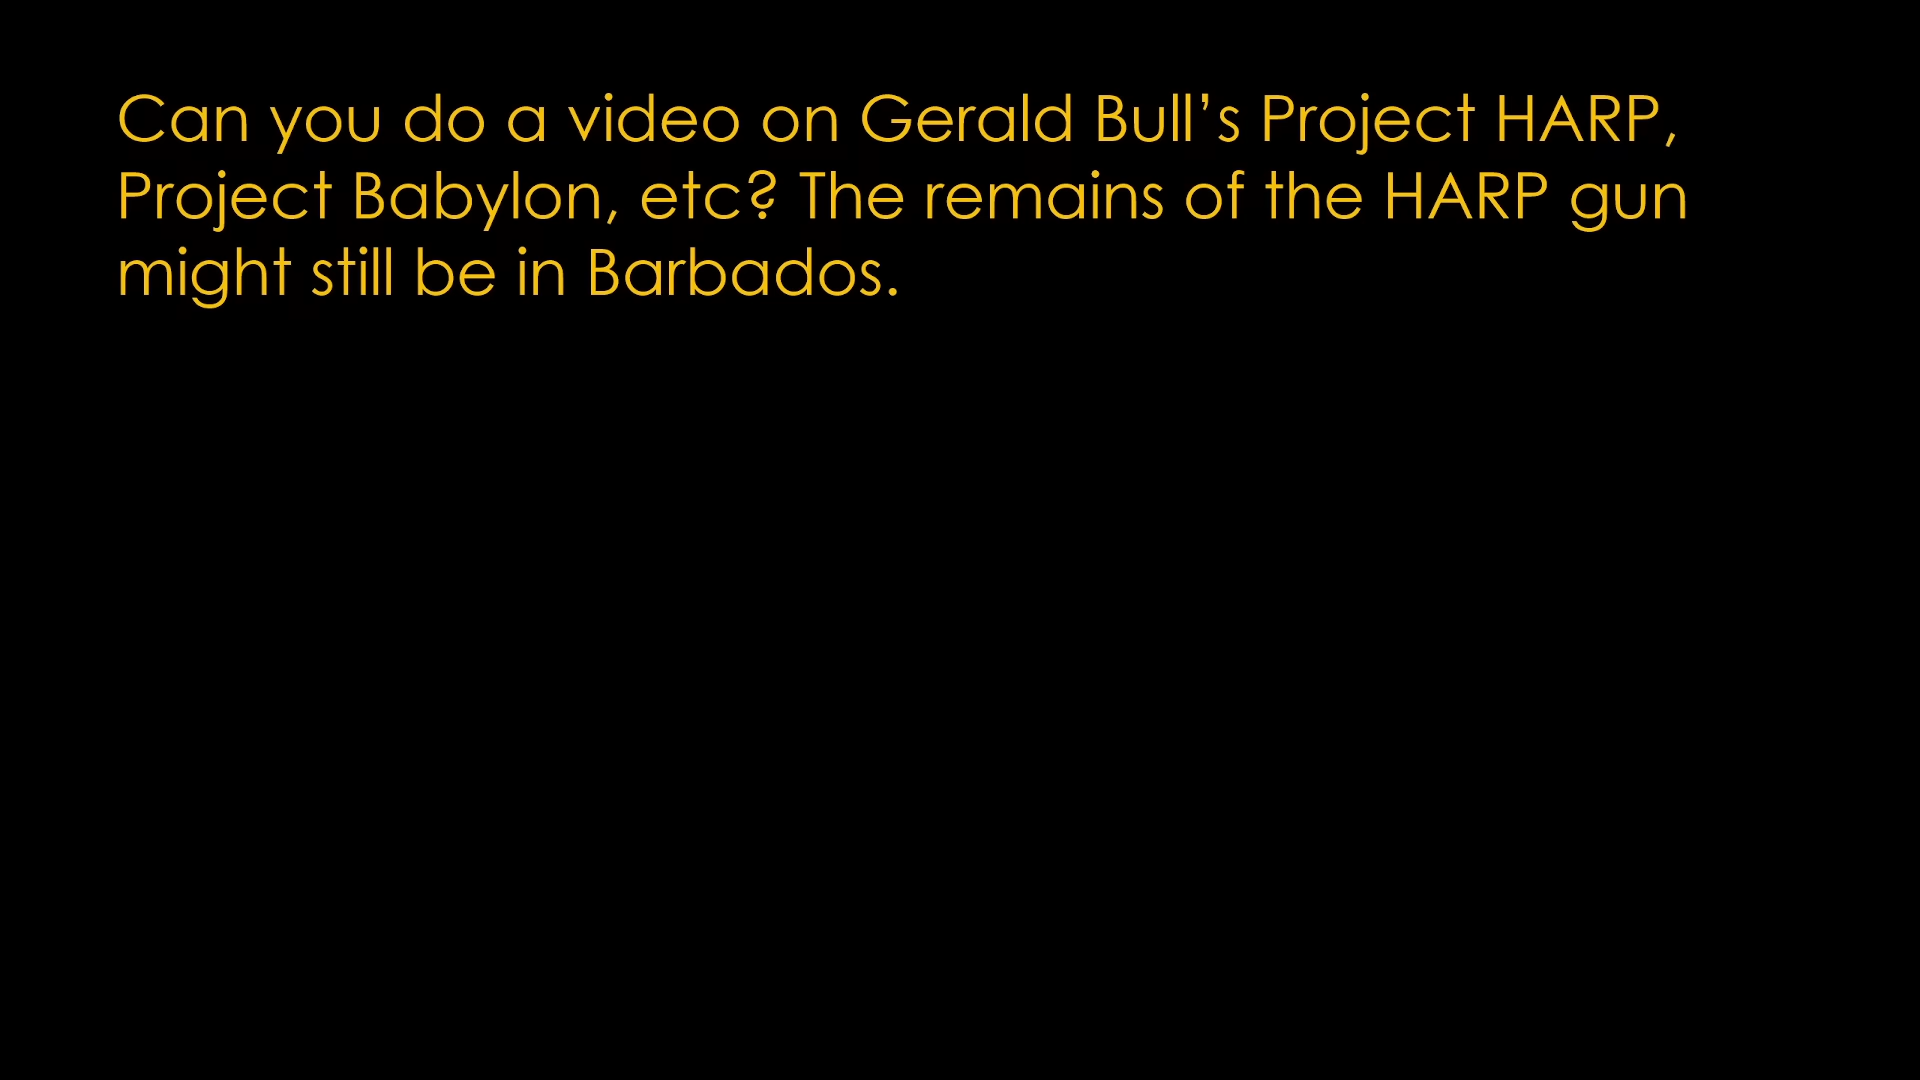 Can you do a video on Gerald Bull’s Project HARP,
Project Babylon, etc? The remains of the HARP gun
might still be in Barbados.